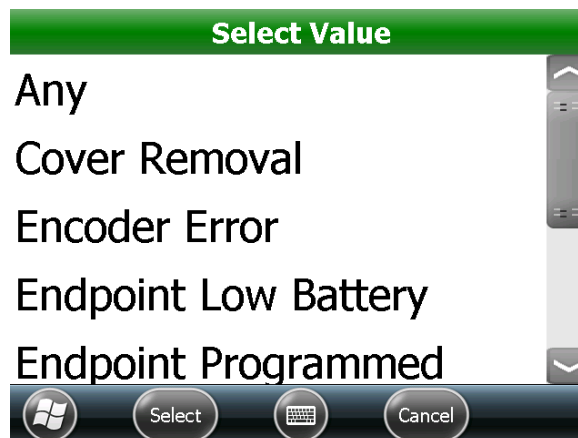 Select Value
Any
Cover Removal
Encoder Error
Endpoint Low Battery
Endpoint Programmed
Select
Cancel